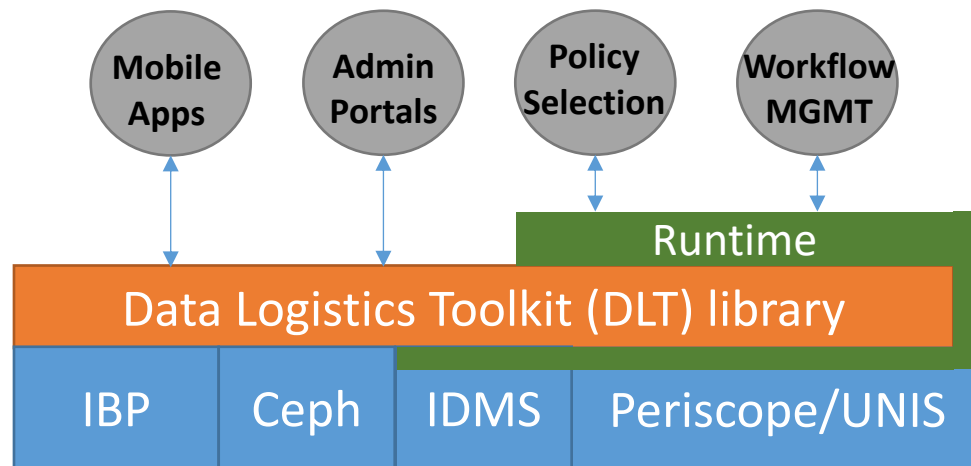 Mobile
Apps
Admin
Portals
Policy
Selection
Workflow
MGMT
Runtime
Data Logistics Toolkit (DLT) library
IBP
Ceph
IDMS
Periscope/UNIS